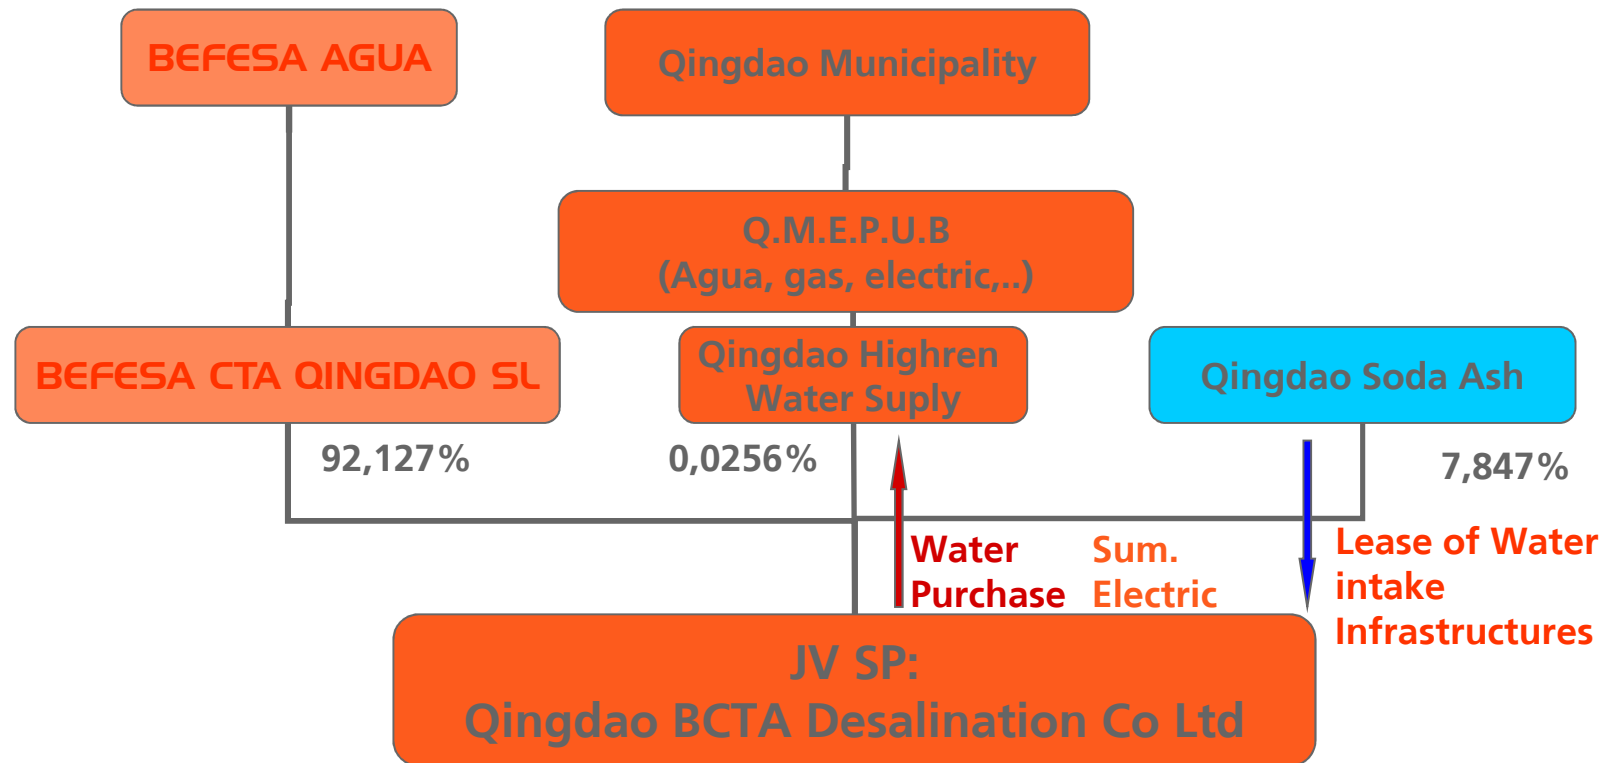 BEFESA AGUA
Qingdao Municipality
Q.M.E.P.U.B
(Agua, gas, electric,..)
BEFESA CTA QINGDAO SL
Qingdao Highren
Water Suply
Qingdao Soda Ash
92,127%
0,0256%
7,847%
Water
Purchase
Sum.
Electric
Lease of Water
intake
Infrastructures
JV SP:
Qingdao BCTA Desalination Co Ltd